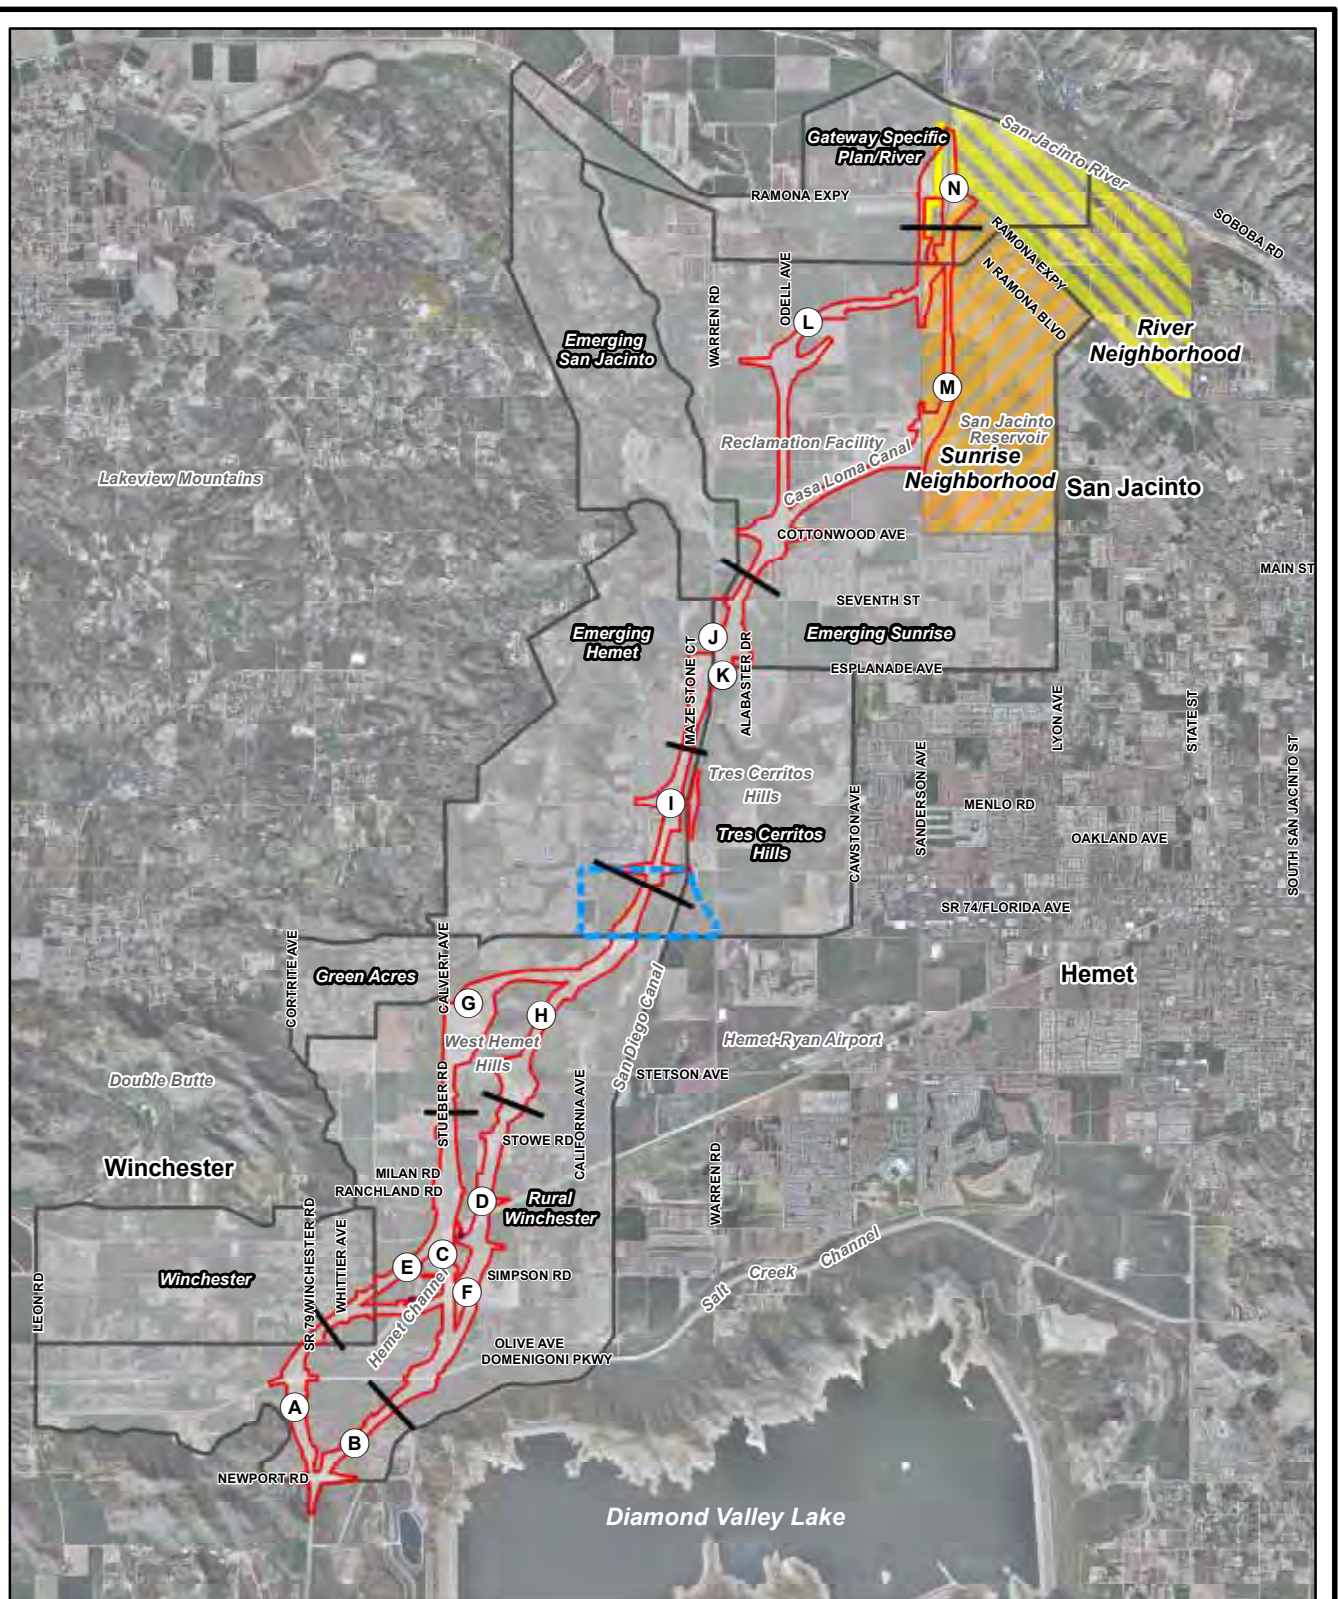 Gateway Specific
Plan/River
San Jacinto River
N
RAMONA EXPY
SOBOBA RD
RAMONA EXPY
N RAMONA BLVD
ODELL AVE
WARREN RD
L
River
Neighborhood
Emerging
San Jacinto
M
San Jacinto
Reservoir
Reclamation Facility
Casa Loma Canal
Sunrise
Neighborhood
San Jacinto
Lakeview Mountains
COTTONWOOD AVE
MAIN ST
SEVENTH ST
Emerging
Hemet
J
Emerging Sunrise
MAZE STONE CT
ALABASTER DR
K
ESPLANADE AVE
LYON AVE
STATE ST
SOUTH SAN JACINTO ST
Tres Cerritos
Hills
I
SANDERSON AVE
CAWSTON AVE
MENLO RD
Tres Cerritos
Hills
OAKLAND AVE
SR 74/FLORIDA AVE
CORTRITE AVE
CALVERT AVE
Green Acres
Hemet
G
H
San Diego Canal
West Hemet
Hills
Hemet-Ryan Airport
STETSON AVE
Double Butte
STUEBER RD
CALIFORNIA AVE
STOWE RD
Winchester
MILAN RD
RANCHLAND RD
WARREN RD
D
Rural
Winchester
SR 79/WINCHESTER RD
WHITTIER AVE
C
E
Winchester
SIMPSON RD
F
Salt Creek Channel
LEON RD
Hemet Channel
OLIVE AVE
DOMENIGONI PKWY
A
B
NEWPORT RD
Diamond Valley Lake